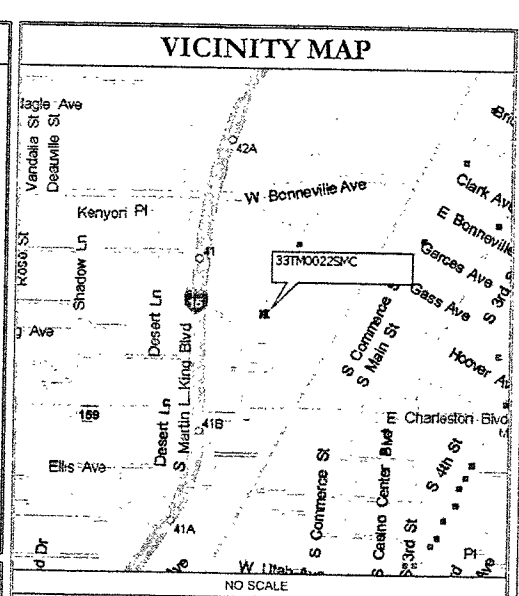 VICINITY MAP
Vandalia St
Deauville St
42A
Clark Av
W Bonneville Ave
E Bonneville
Kenyon Pl
Garces Ave
S 3rd S
Rose St
Shadow Ln
41
33TM0022SMC
15
Gass Ave
g Ave
Desert Ln
S Martin L King Blvd
S Commerce S
S Main St
Hoover Av
159
Desert Ln
41B
E Charleston Blvd
S Casino Center Blvd
S Commerce St
S 4th St
Ellis Ave
41A
S 3rd St
Pl
d Dr
W Utah Ave
NO SCALE